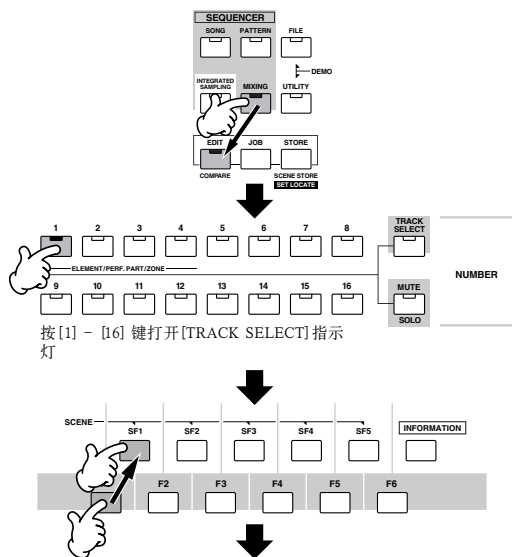 SEQUENCER
SONG PATTERN FILE
DEMO
INTEGRATED SAMPLING MIXING UTILITY
EDIT JOB STORE
COMPARE SCENE STORE
SET LOCATE
1 2 3 4 5 6 7 8 TRACK SELECT
ELEMENT/PERF. PART/ZONE
NUMBER
9 10 11 12 13 14 15 16 MUTE
SOLO
按[1] - [16] 键打开[TRACK SELECT]指示
灯
SCENE
SF1 SF2 SF3 SF4 SF5 INFORMATION
F2 F3 F4 F5 F6